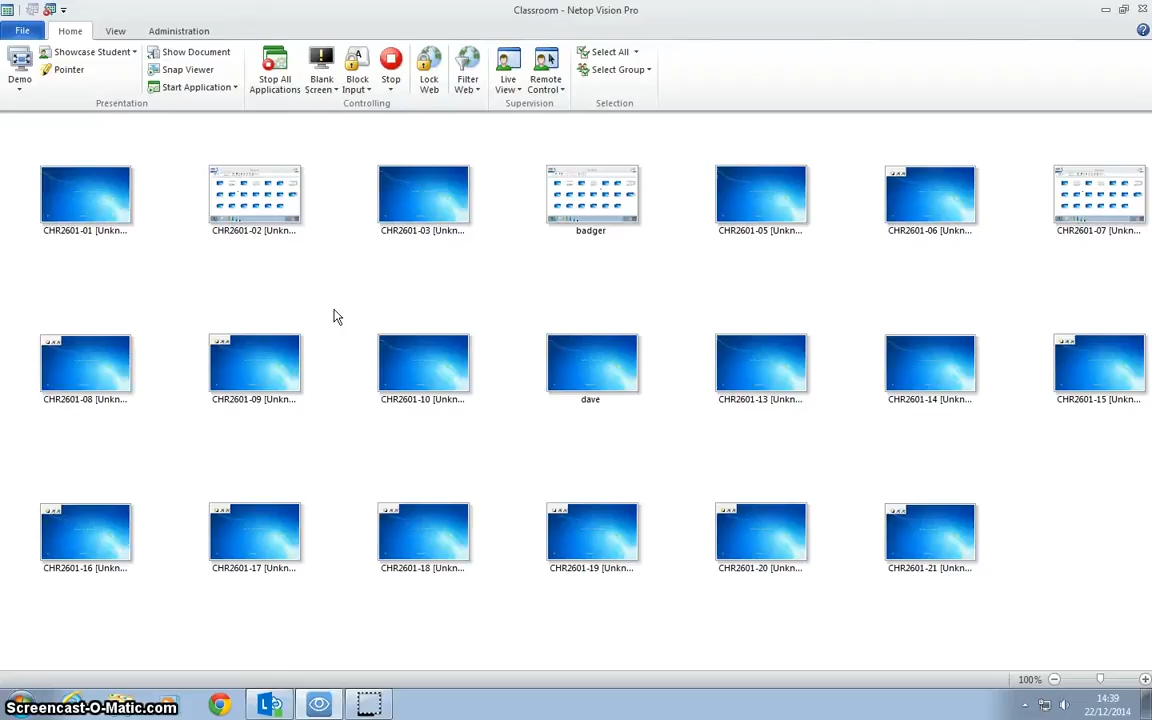 Classroom - Netop Vision Pro
File Home View Administration
Demo
Showcase Student
Pointer
Show Document
Snap Viewer
Start Application
Presentation
Stop All Applications
Blank Screen
Block Input
Stop
Lock Web
Controlling
Filter Web
Live View
Remote Control
Supervision
Select All
Select Group
Selection
CHR2601-01 [Unkn... CHR2601-02 [Unkn... CHR2601-03 [Unkn... badger CHR2601-05 [Unkn... CHR2601-06 [Unkn... CHR2601-07 [Unkn...
CHR2601-08 [Unkn... CHR2601-09 [Unkn... CHR2601-10 [Unkn... dave CHR2601-13 [Unkn... CHR2601-14 [Unkn... CHR2601-15 [Unkn...
CHR2601-16 [Unkn... CHR2601-17 [Unkn... CHR2601-18 [Unkn... CHR2601-19 [Unkn... CHR2601-20 [Unkn... CHR2601-21 [Unkn...
100%
Screencast-O-Matic.com
14:39
22/12/2014